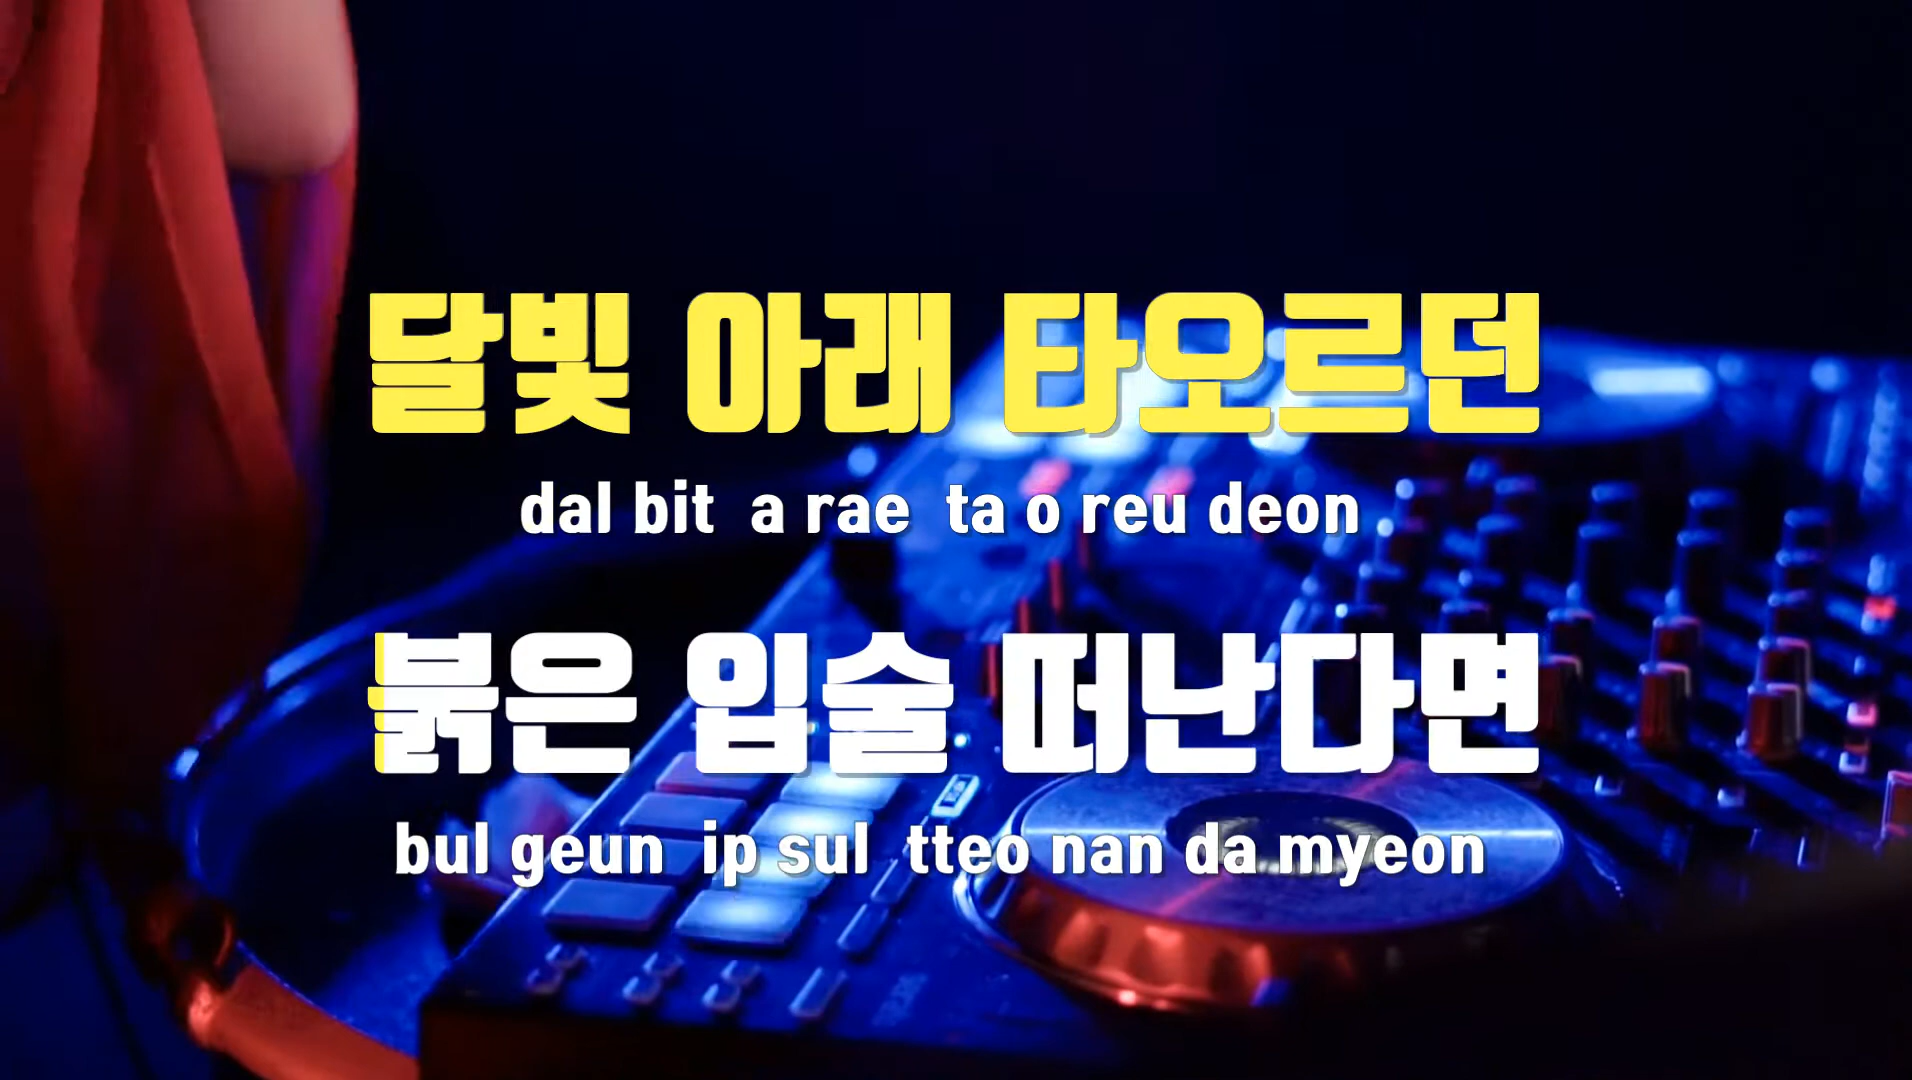 달빛 아래 타오르던
dal bit a rae ta o reu deon
붉은 입술 떠난다면
bul geun ip sul tteo nan da myeon